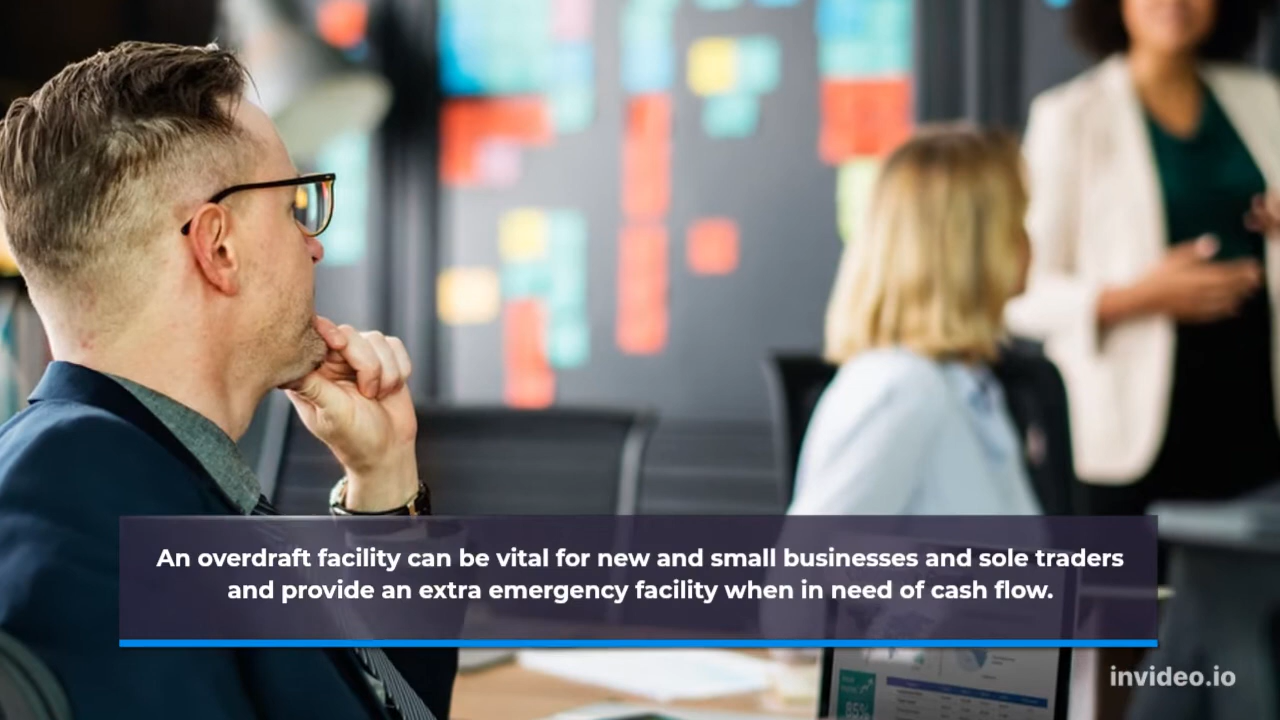 An overdraft facility can be vital for new and small businesses and sole traders
and provide an extra emergency facility when in need of cash flow.
invideo.io
85%